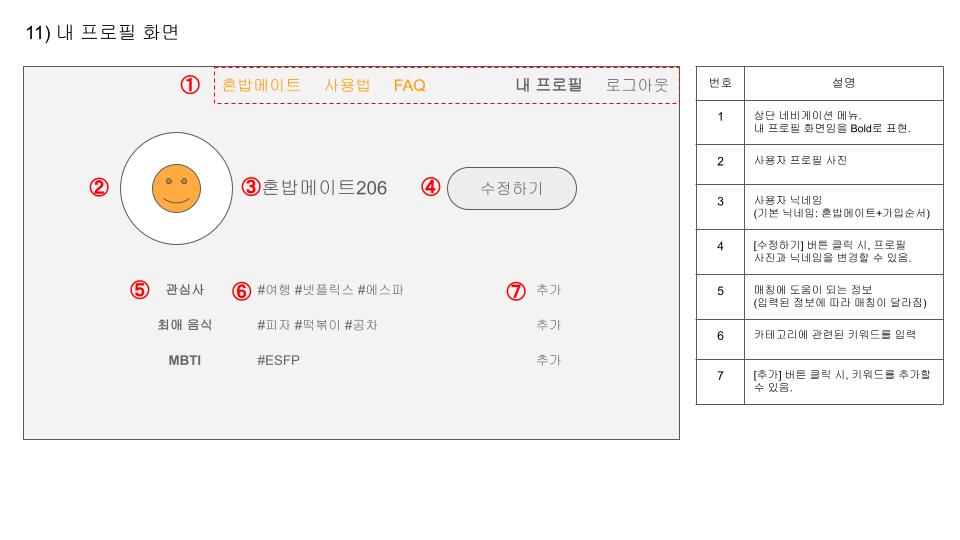 11) 내 프로필 화면
① 혼밥메이트 사용법 FAQ 내 프로필 로그아웃
② ③혼밥메이트206 ④ 수정하기
⑤ 관심사 ⑥ #여행 #넷플릭스 #에스파 ⑦ 추가
최애 음식 #피자 #떡볶이 #공차 추가
MBTI #ESFP 추가
번호 설명
1 상단 네비게이션 메뉴.
내 프로필 화면임을 Bold로 표현.
2 사용자 프로필 사진
3 사용자 닉네임
(기본 닉네임: 혼밥메이트+가입순서)
4 [수정하기] 버튼 클릭 시, 프로필
사진과 닉네임을 변경할 수 있음.
5 매칭에 도움이 되는 정보
(입력된 정보에 따라 매칭이 달라짐)
6 카테고리에 관련된 키워드를 입력
7 [추가] 버튼 클릭 시, 키워드를 추가할
수 있음.